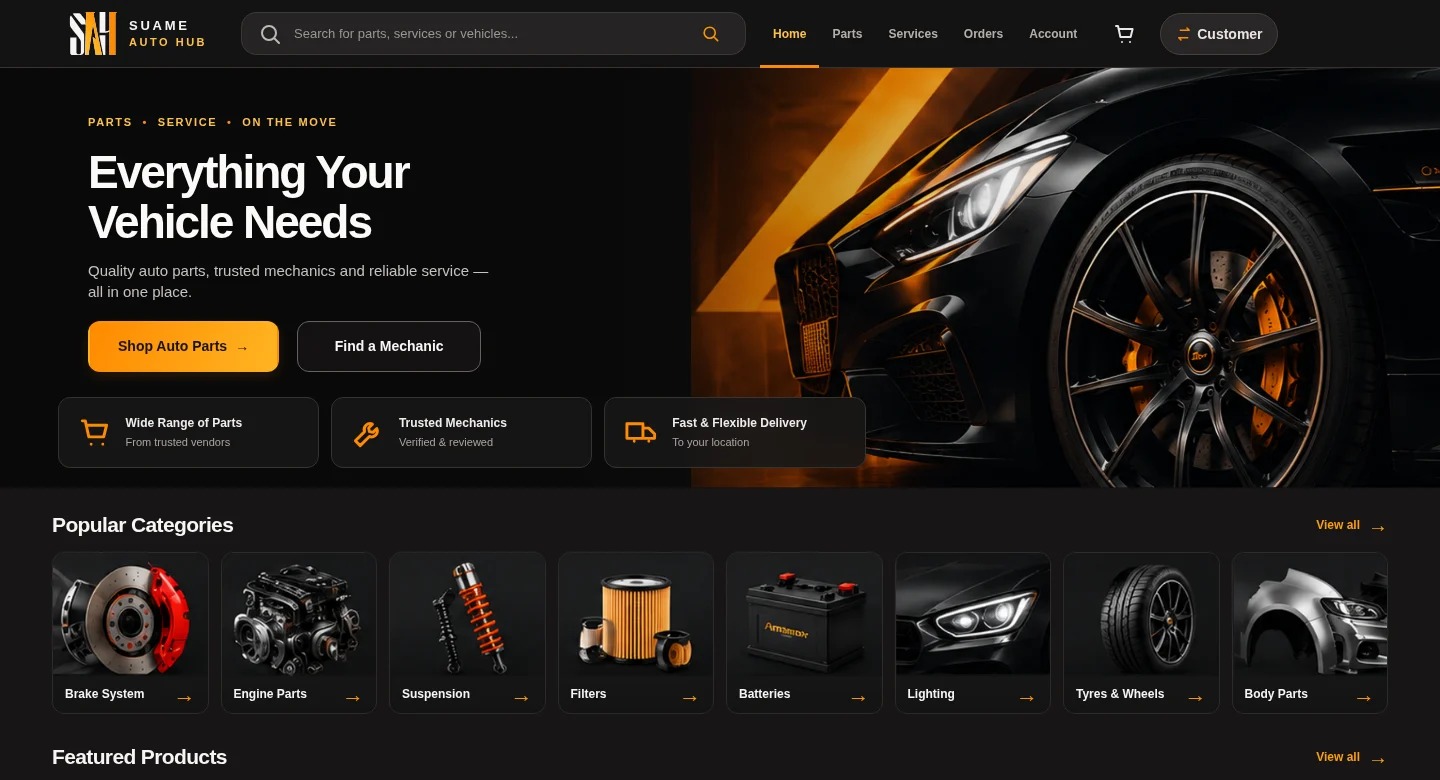 SAH
SUAME
AUTO HUB
Search for parts, services or vehicles...
Home
Parts
Services
Orders
Account
Customer
PARTS • SERVICE • ON THE MOVE
Everything Your
Vehicle Needs
Quality auto parts, trusted mechanics and reliable service —
all in one place.
Shop Auto Parts →
Find a Mechanic
Wide Range of Parts
From trusted vendors
Trusted Mechanics
Verified & reviewed
Fast & Flexible Delivery
To your location
Popular Categories
View all →
Brake System →
Engine Parts →
Suspension →
Filters →
Batteries →
Lighting →
Tyres & Wheels →
Body Parts →
Featured Products
View all →